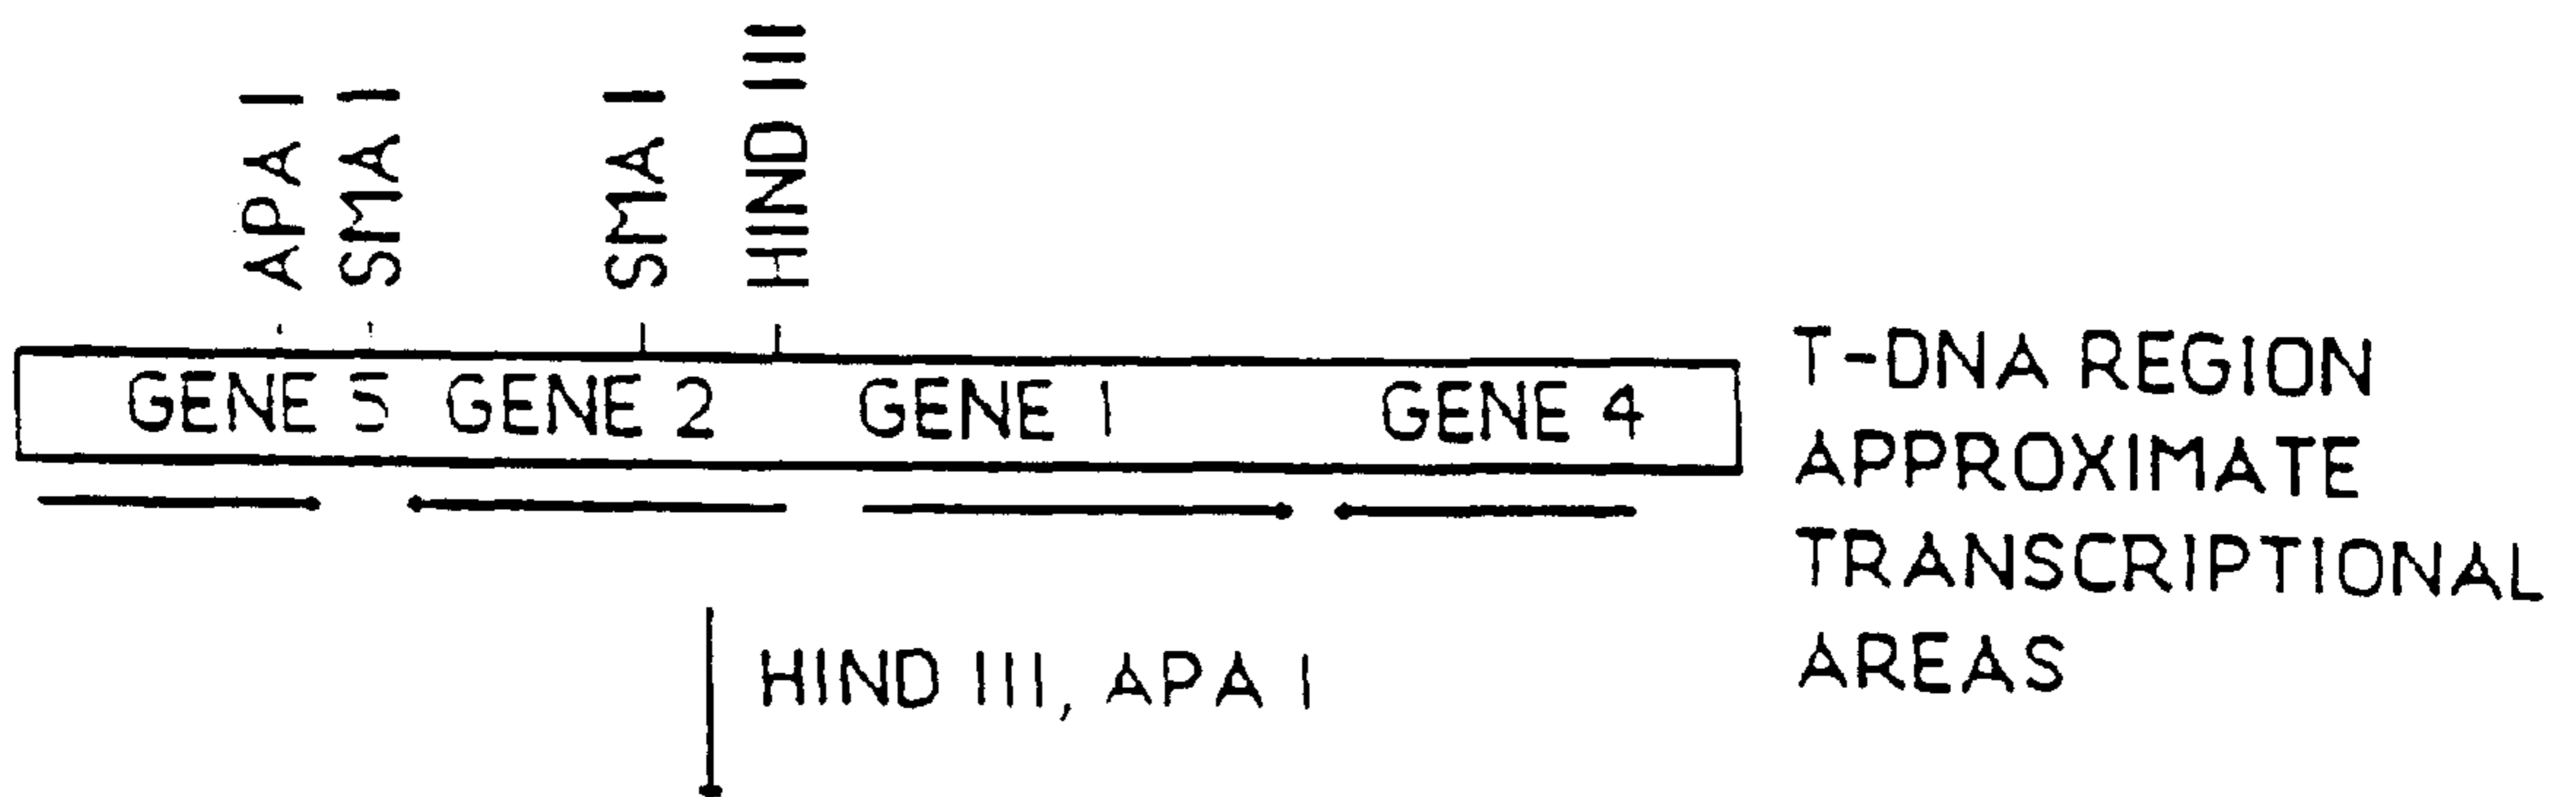 APA I
SMA I
SMA I
HIND III
GENE 5 GENE 2 GENE 1 GENE 4
T-DNA REGION
APPROXIMATE
TRANSCRIPTIONAL
AREAS
HIND III, APA I